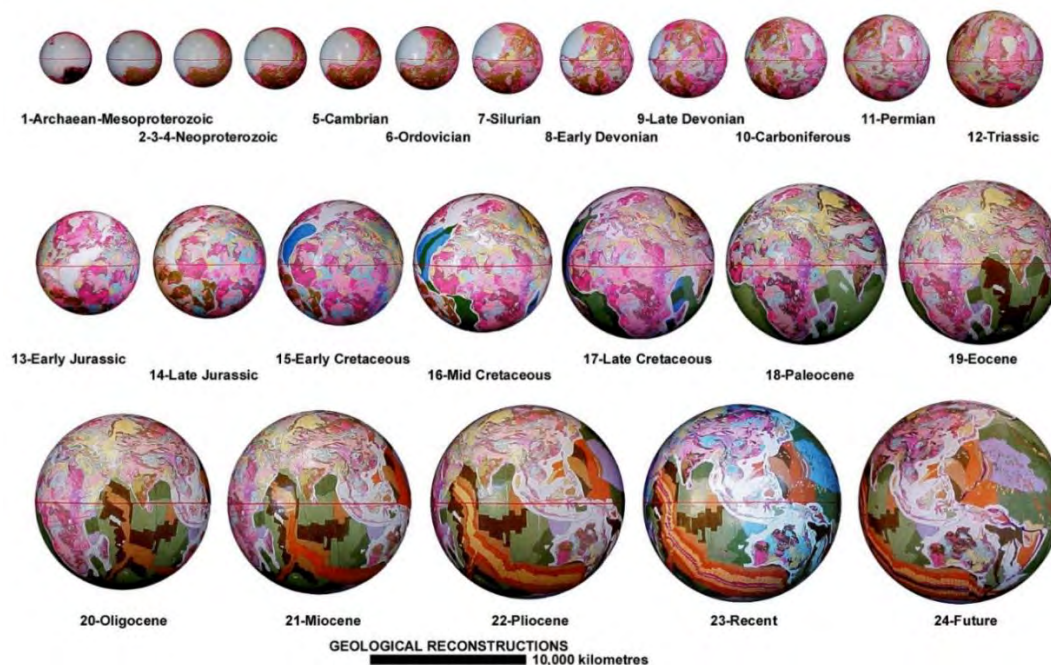 1-Archaean-Mesoproterozoic
2-3-4-Neoproterozoic
5-Cambrian
6-Ordovician
7-Silurian
8-Early Devonian
9-Late Devonian
10-Carboniferous
11-Permian
12-Triassic
13-Early Jurassic
14-Late Jurassic
15-Early Cretaceous
16-Mid Cretaceous
17-Late Cretaceous
18-Paleocene
19-Eocene
20-Oligocene
21-Miocene
22-Pliocene
23-Recent
24-Future
GEOLOGICAL RECONSTRUCTIONS
10,000 kilometres